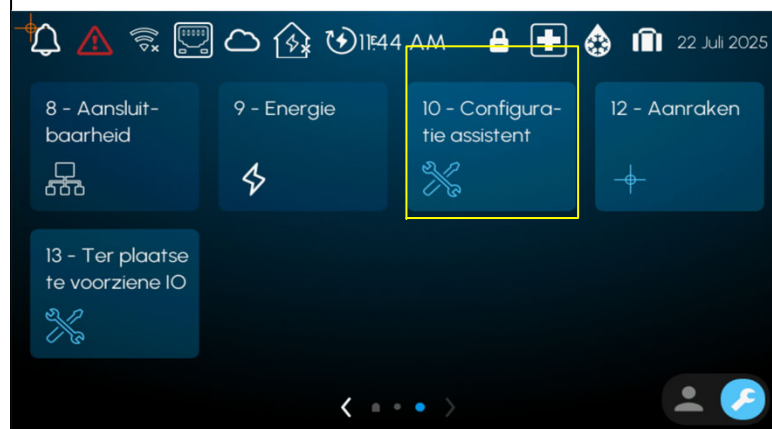 11:44 AM 22 Juli 2025
8 - Aansluit-
baarheid
9 - Energie
10 - Configura-
tie assistent
12 - Aanraken
13 - Ter plaatse
te voorziene IO